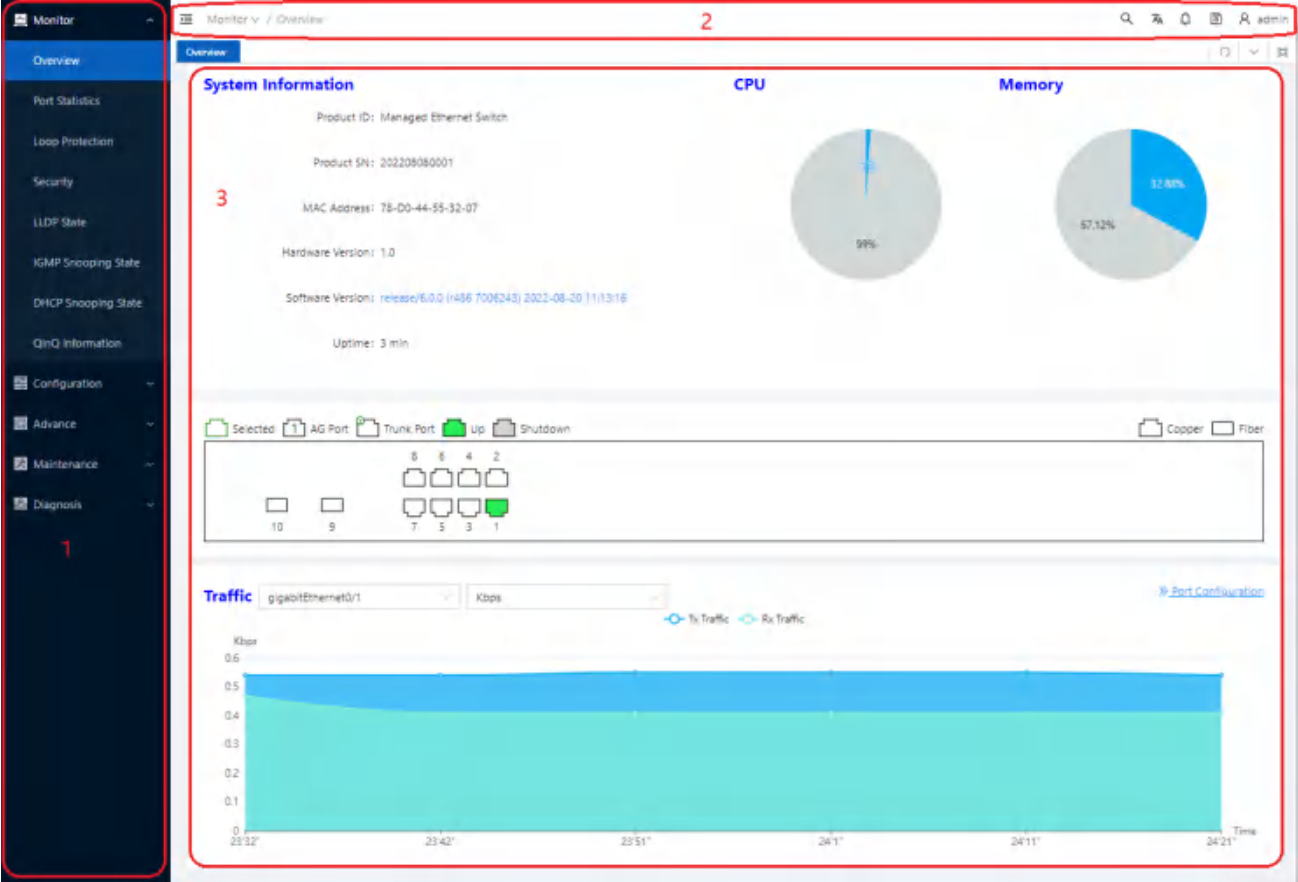 Monitor
Overview
Port Statistics
Loop Protection
Security
LLDP State
IGMP Snooping State
DHCP Snooping State
QinQ Information
Configuration
Advance
Maintenance
Diagnosis
1
Monitor / Overview
2
admin
Overview
System Information
CPU
Memory
3
Product ID: Managed Ethernet Switch
Product SN: 202208080001
MAC Address: 78-D0-44-55-32-07
Hardware Version: 1.0
Software Version: release/6.0.0 (r486 7006243) 2022-08-20 11:13:16
Uptime: 3 min
99%
32.88%
67.12%
Selected 1 AG Port Trunk Port Up Shutdown
Copper Fiber
8 6 4 2
10 9 7 5 3 1
Traffic gigabitEthernet0/1 Kbps
Port Configuration
Tx Traffic Rx Traffic
Kbps
0.6
0.5
0.4
0.3
0.2
0.1
0
23'32" 23'42" 23'51" 24'1" 24'11" 24'21"
Time